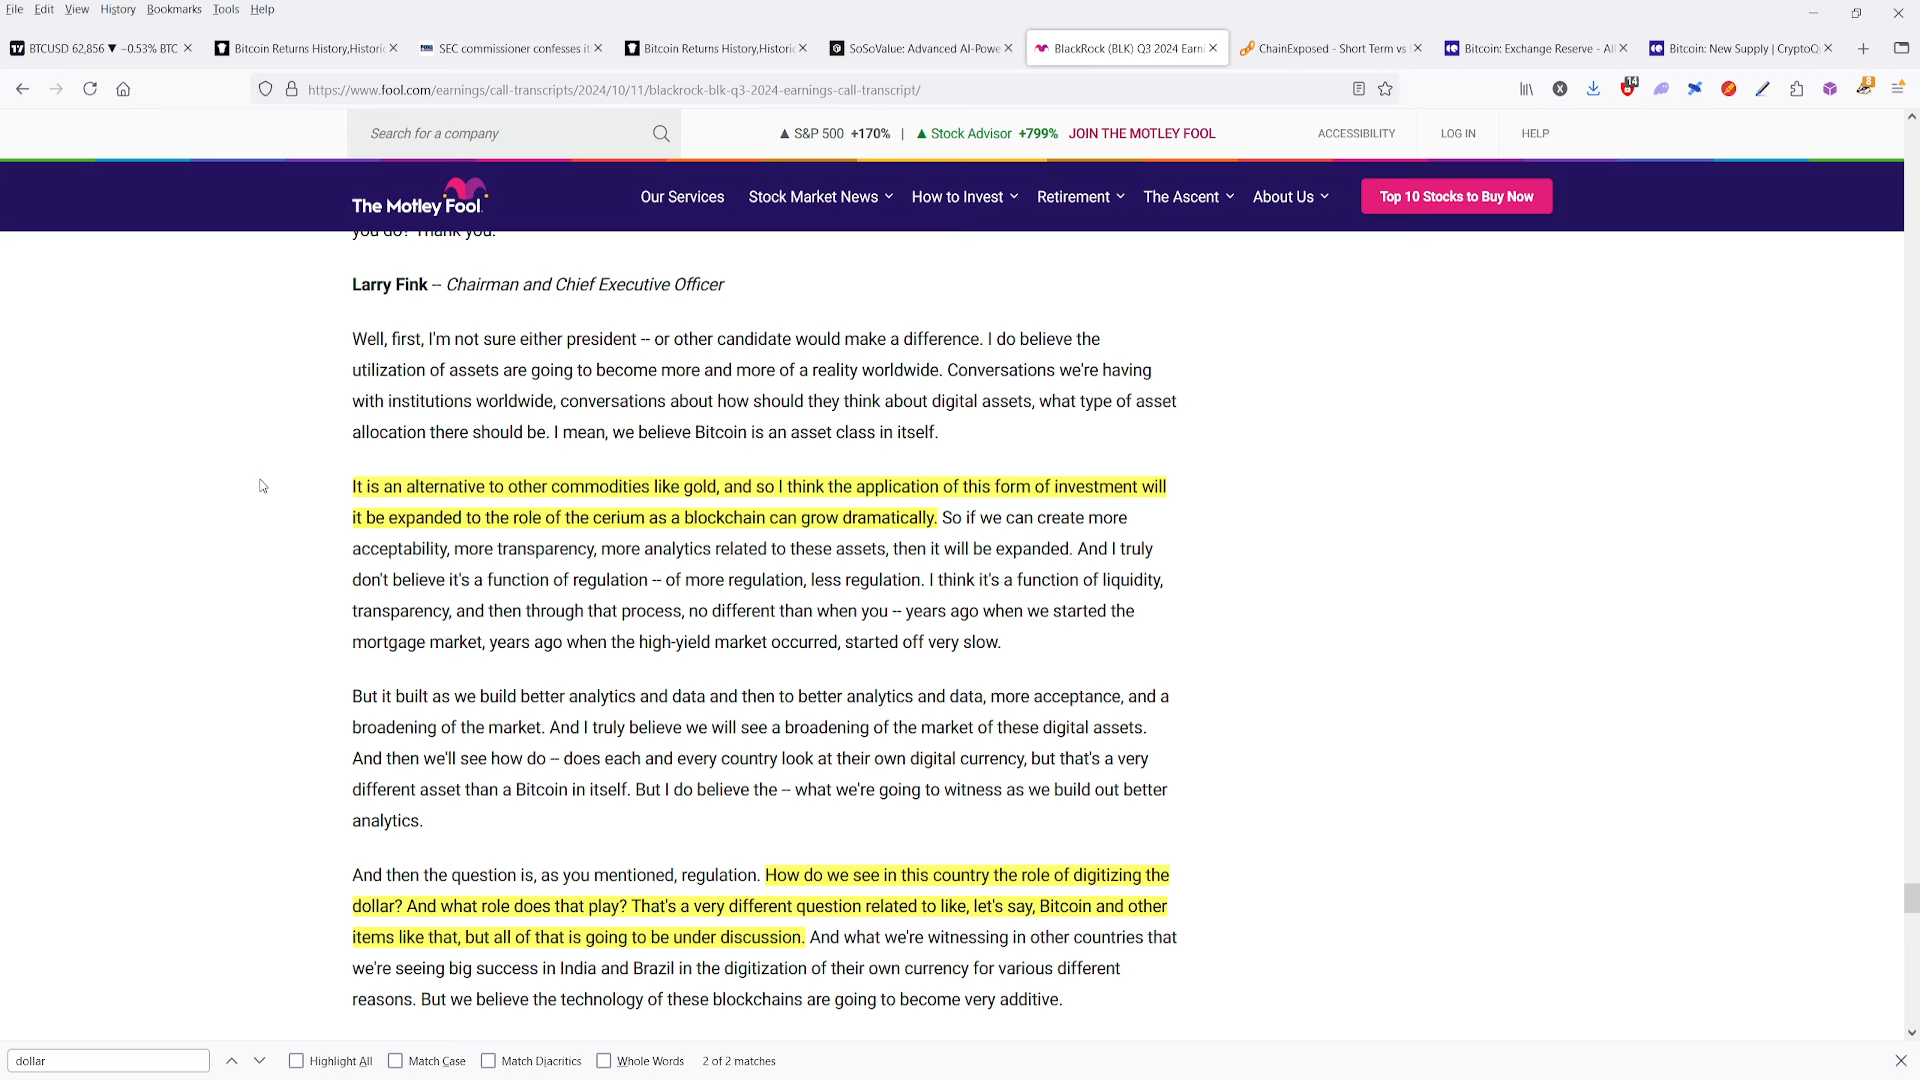 File Edit View History Bookmarks Tools Help
BTCUSD 62,856 ▼ −0.53% BTC
Bitcoin Returns History,Historic
SEC commissioner confesses it
Bitcoin Returns History,Historic
SoSoValue: Advanced AI-Powe
BlackRock (BLK) Q3 2024 Earni
ChainExposed - Short Term vs
Bitcoin: Exchange Reserve - All
Bitcoin: New Supply | CryptoQ
https://www.fool.com/earnings/call-transcripts/2024/10/11/blackrock-blk-q3-2024-earnings-call-transcript/
14
8
Search for a company
▲ S&P 500 +170% | ▲ Stock Advisor +799% JOIN THE MOTLEY FOOL
ACCESSIBILITY LOG IN HELP
The Motley Fool.
Our Services Stock Market News How to Invest Retirement The Ascent About Us Top 10 Stocks to Buy Now
you do? Thank you.
Larry Fink -- Chairman and Chief Executive Officer
Well, first, I'm not sure either president -- or other candidate would make a difference. I do believe the
utilization of assets are going to become more and more of a reality worldwide. Conversations we're having
with institutions worldwide, conversations about how should they think about digital assets, what type of asset
allocation there should be. I mean, we believe Bitcoin is an asset class in itself.
It is an alternative to other commodities like gold, and so I think the application of this form of investment will
it be expanded to the role of the cerium as a blockchain can grow dramatically. So if we can create more
acceptability, more transparency, more analytics related to these assets, then it will be expanded. And I truly
don't believe it's a function of regulation -- of more regulation, less regulation. I think it's a function of liquidity,
transparency, and then through that process, no different than when you -- years ago when we started the
mortgage market, years ago when the high-yield market occurred, started off very slow.
But it built as we build better analytics and data and then to better analytics and data, more acceptance, and a
broadening of the market. And I truly believe we will see a broadening of the market of these digital assets.
And then we'll see how do -- does each and every country look at their own digital currency, but that's a very
different asset than a Bitcoin in itself. But I do believe the -- what we're going to witness as we build out better
analytics.
And then the question is, as you mentioned, regulation. How do we see in this country the role of digitizing the
dollar? And what role does that play? That's a very different question related to like, let's say, Bitcoin and other
items like that, but all of that is going to be under discussion. And what we're witnessing in other countries that
we're seeing big success in India and Brazil in the digitization of their own currency for various different
reasons. But we believe the technology of these blockchains are going to become very additive.
dollar Highlight All Match Case Match Diacritics Whole Words 2 of 2 matches